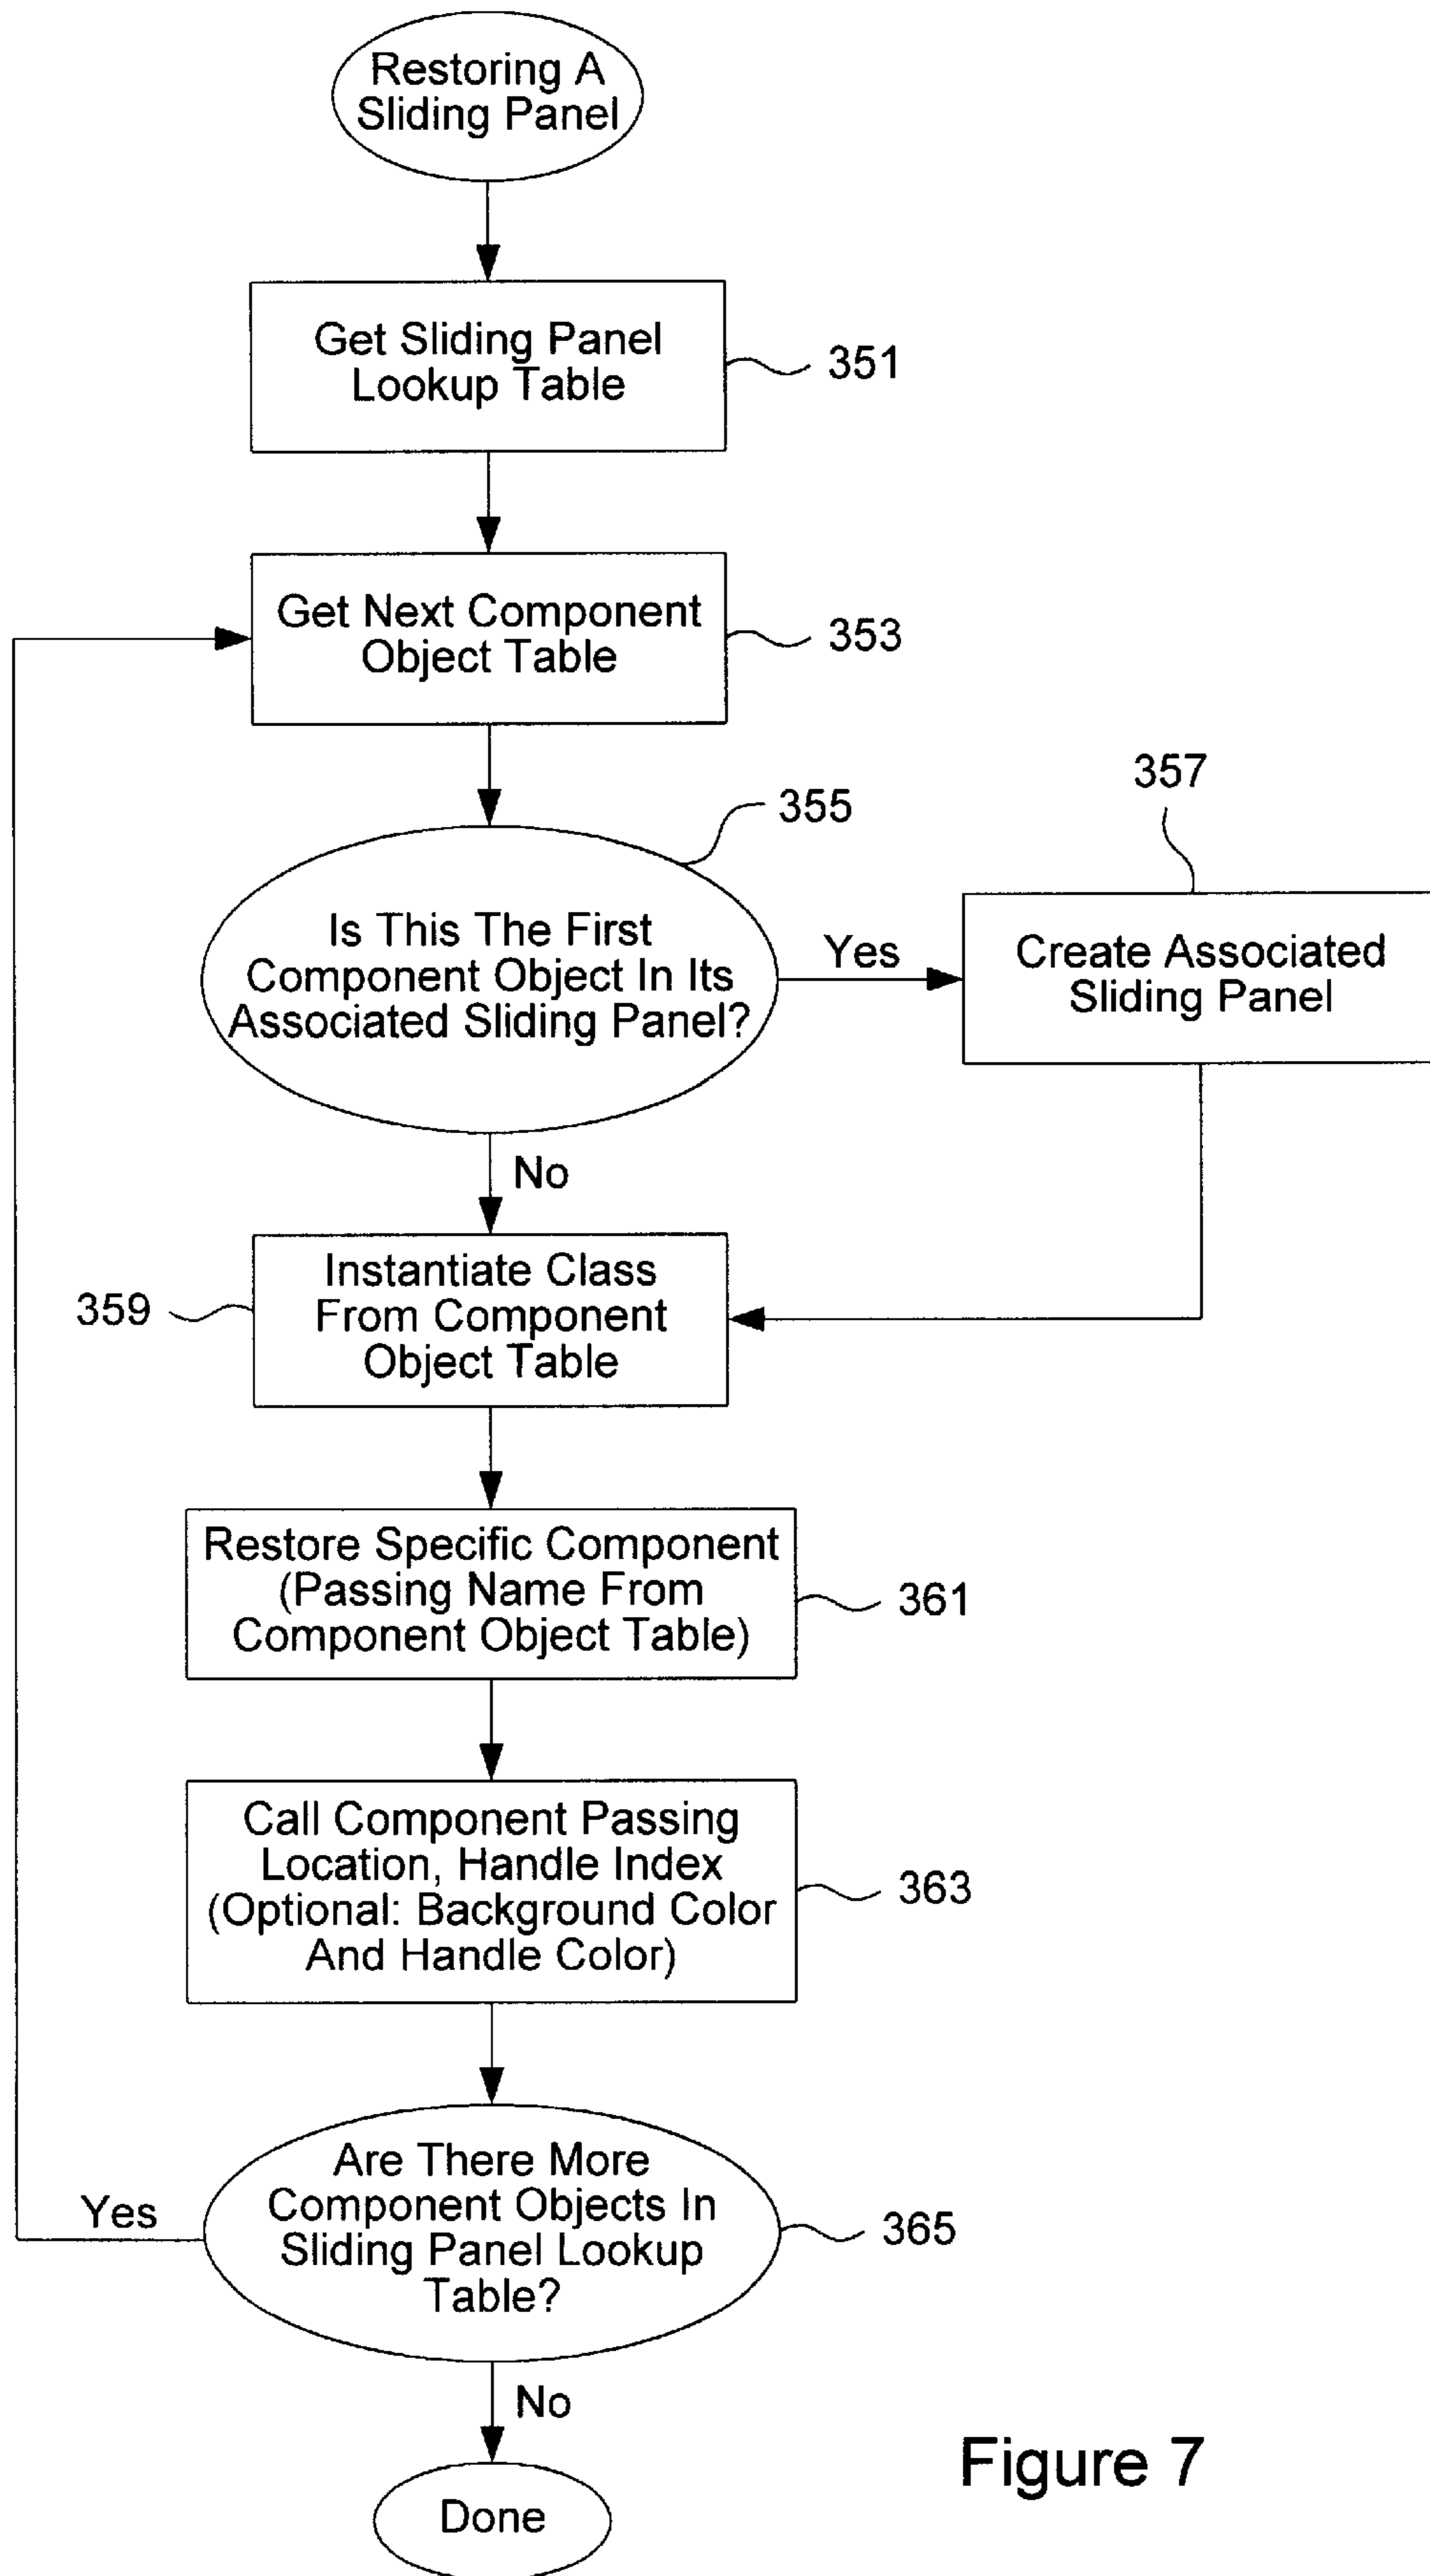 Restoring A
Sliding Panel
Get Sliding Panel
Lookup Table
351
Get Next Component
Object Table
353
355
Is This The First
Component Object In Its
Associated Sliding Panel?
Yes
357
Create Associated
Sliding Panel
No
Instantiate Class
From Component
Object Table
359
Restore Specific Component
(Passing Name From
Component Object Table)
361
Call Component Passing
Location, Handle Index
(Optional: Background Color
And Handle Color)
363
Are There More
Component Objects In
Sliding Panel Lookup
Table?
365
Yes
No
Done
Figure 7